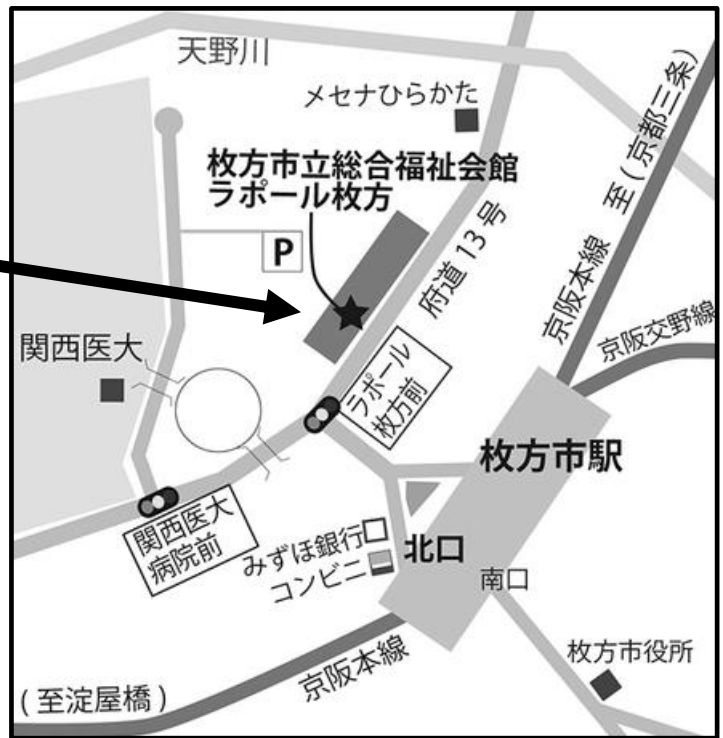 天野川
メセナひらかた
枚方市立総合福祉会館
ラポール枚方
P
府道13号
京阪本線 至(京都三条)
京阪交野線
関西医大
ラポール
枚方前
枚方市駅
関西医大
病院前
みずほ銀行
コンビニ
北口
南口
枚方市役所
京阪本線
(至淀屋橋)